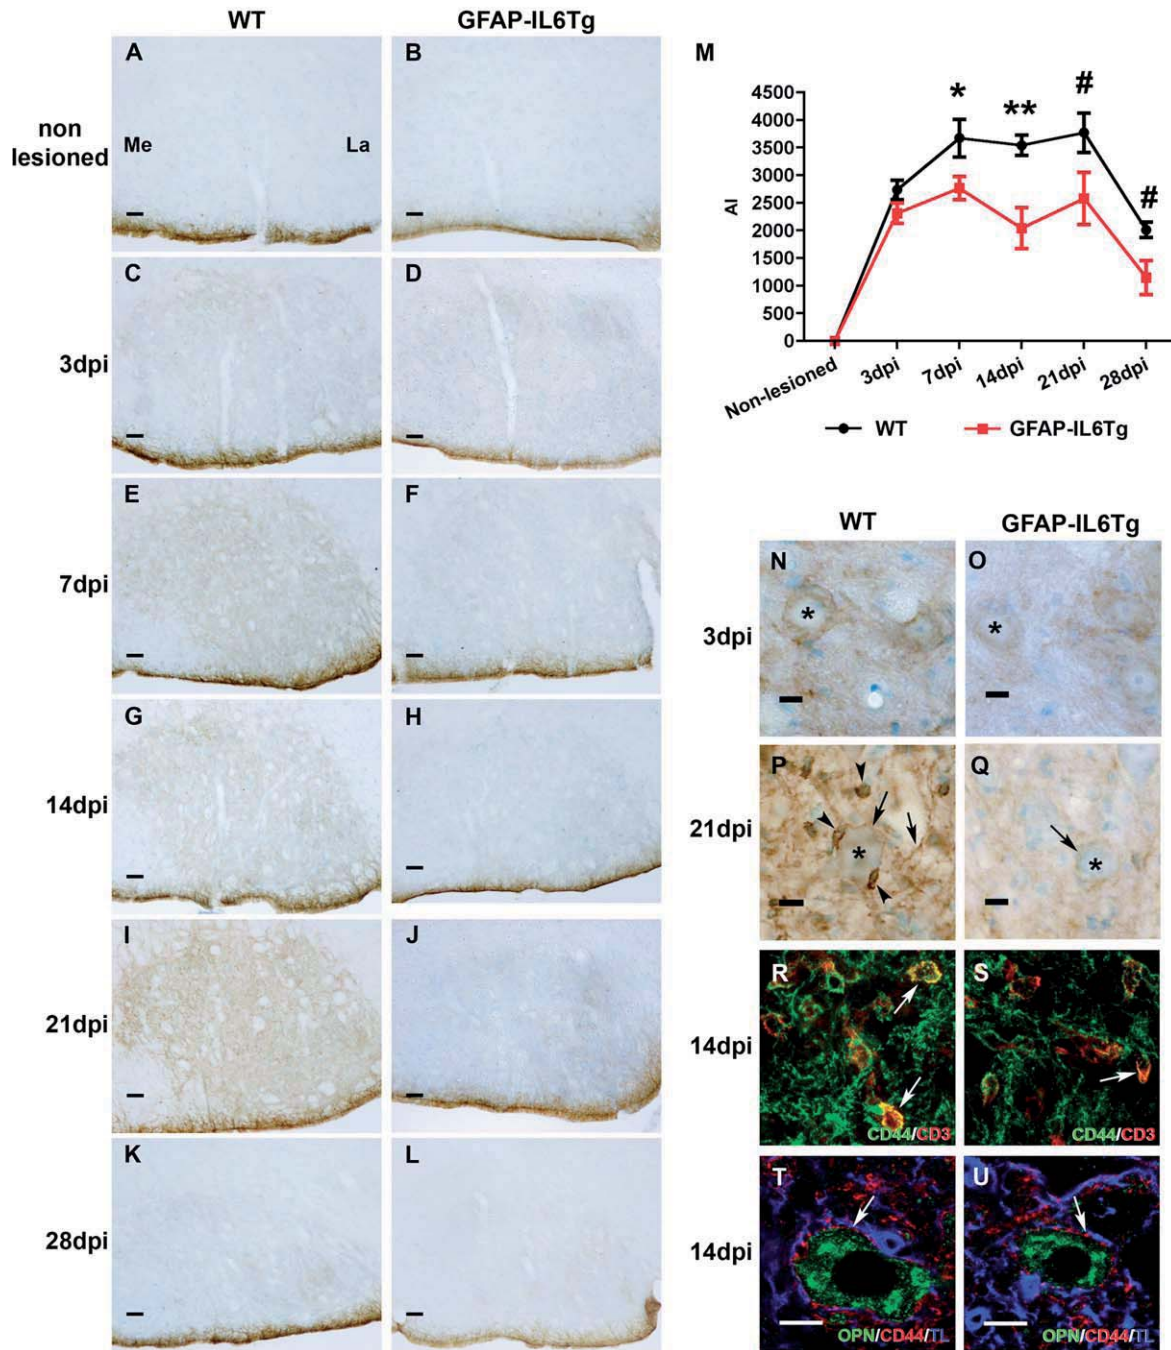 WT
GFAP-IL6Tg
non
lesioned
A
Me
La
B
3dpi
C
D
7dpi
E
F
14dpi
G
H
21dpi
I
J
28dpi
K
L
M
4500
4000
3500
3000
2500
2000
1500
1000
500
0
AI
*
**
#
#
Non-lesioned
3dpi
7dpi
14dpi
21dpi
28dpi
WT
GFAP-IL6Tg
WT
GFAP-IL6Tg
3dpi
N
*
O
*
21dpi
P
*
Q
*
14dpi
R
CD44/CD3
S
CD44/CD3
14dpi
T
OPN/CD44/TL
U
OPN/CD44/TL